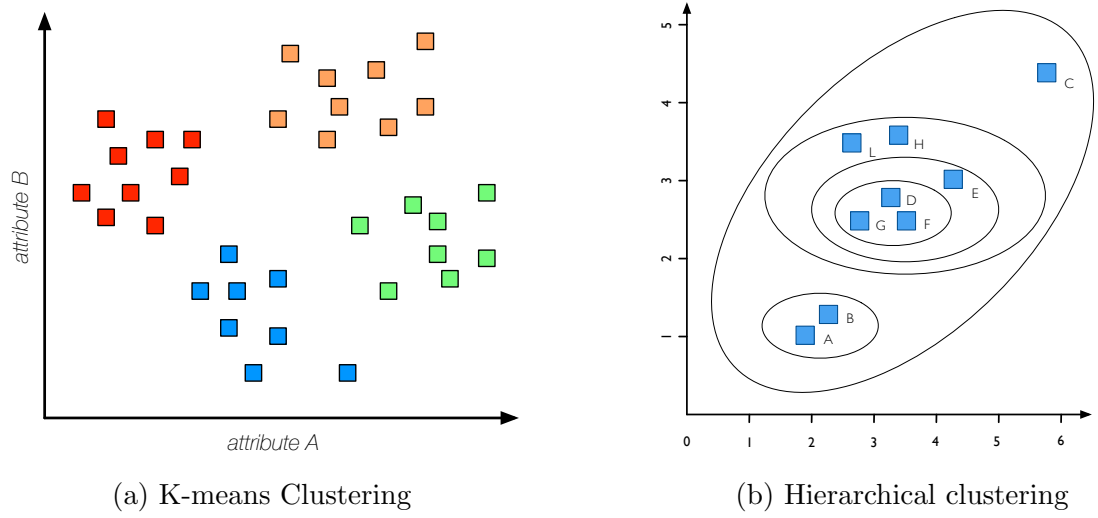 attribute B
attribute A
(a) K-means Clustering
5
4
3
2
1
0 1 2 3 4 5 6
C
H
L
E
D
G F
B
A
(b) Hierarchical clustering